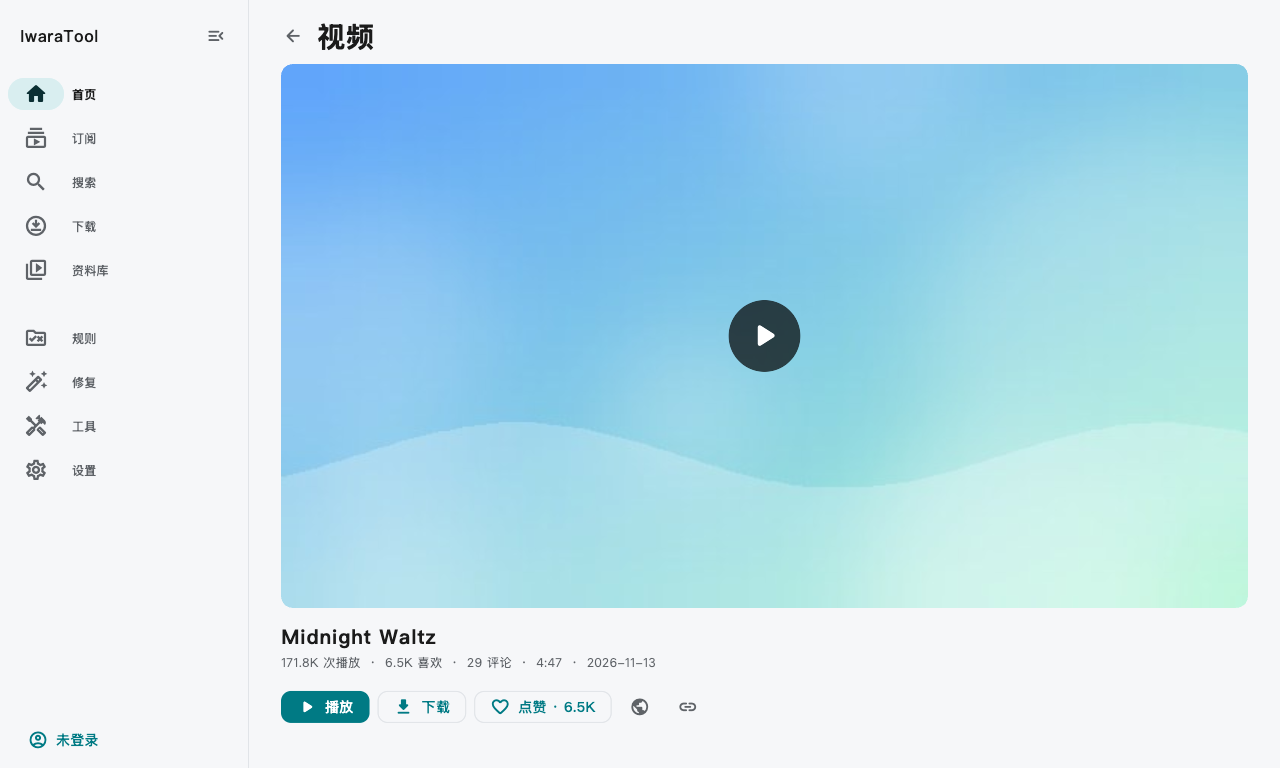 IwaraTool
首页
订阅
搜索
下载
资料库
规则
修复
工具
设置
未登录
视频
Midnight Waltz
171.8K 次播放 · 6.5K 喜欢 · 29 评论 · 4:47 · 2026-11-13
播放
下载
点赞 · 6.5K